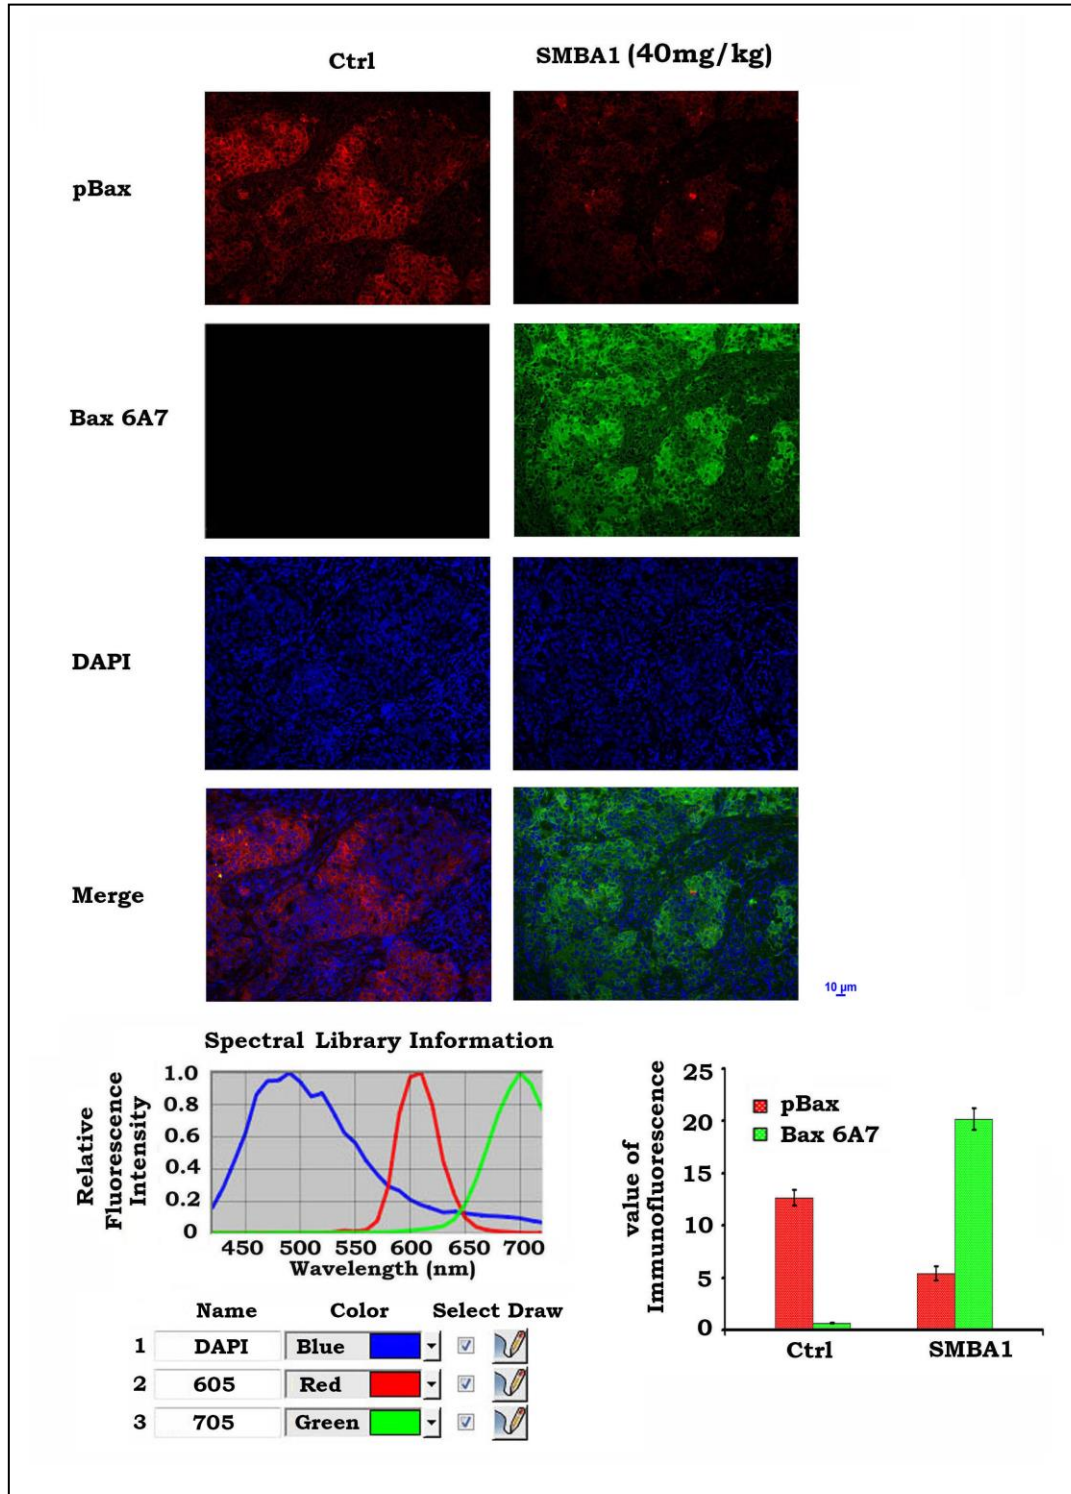 Ctrl
SMBA1 (40mg/kg)
pBax
Bax 6A7
DAPI
Merge
10 µm
Spectral Library Information
Relative
Fluorescence
Intensity
1.0
0.8
0.6
0.4
0.2
0
450 500 550 600 650 700
Wavelength (nm)
Name Color Select Draw
1 DAPI Blue
2 605 Red
3 705 Green
value of
Immunofluorescence
25
20
15
10
5
0
pBax
Bax 6A7
Ctrl SMBA1